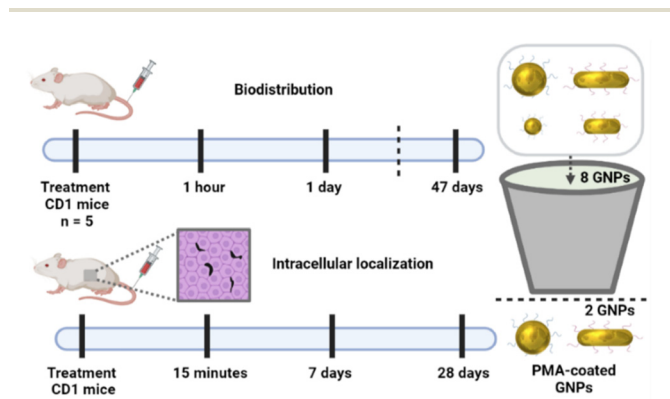 Biodistribution
Treatment
CD1 mice
n = 5
1 hour
1 day
47 days
Intracellular localization
Treatment
CD1 mice
15 minutes
7 days
28 days
8 GNPs
2 GNPs
PMA-coated
GNPs